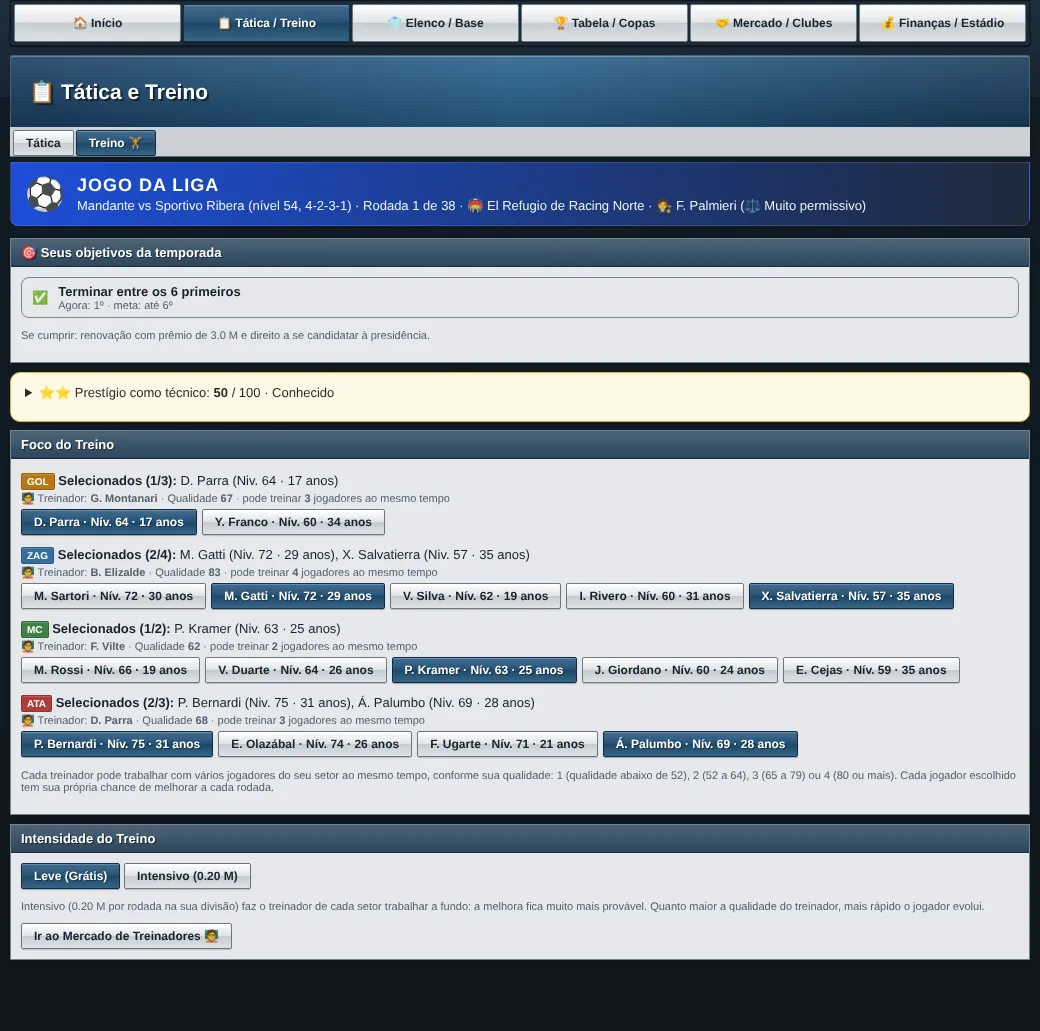 Início
Tática / Treino
Elenco / Base
Tabela / Copas
Mercado / Clubes
Finanças / Estádio
Tática e Treino
Tática
Treino
JOGO DA LIGA
Mandante vs Sportivo Ribera (nível 54, 4-2-3-1) · Rodada 1 de 38 · El Refugio de Racing Norte · F. Palmieri (Muito permissivo)
Seus objetivos da temporada
Terminar entre os 6 primeiros
Agora: 1º · meta: até 6º
Se cumprir: renovação com prêmio de 3.0 M e direito a se candidatar à presidência.
Prestígio como técnico: 50 / 100 · Conhecido
Foco do Treino
GOL Selecionados (1/3): D. Parra (Niv. 64 · 17 anos)
Treinador: G. Montanari · Qualidade 67 · pode treinar 3 jogadores ao mesmo tempo
D. Parra · Nív. 64 · 17 anos
Y. Franco · Nív. 60 · 34 anos
ZAG Selecionados (2/4): M. Gatti (Niv. 72 · 29 anos), X. Salvatierra (Niv. 57 · 35 anos)
Treinador: B. Elizalde · Qualidade 83 · pode treinar 4 jogadores ao mesmo tempo
M. Sartori · Nív. 72 · 30 anos
M. Gatti · Nív. 72 · 29 anos
V. Silva · Nív. 62 · 19 anos
I. Rivero · Nív. 60 · 31 anos
X. Salvatierra · Nív. 57 · 35 anos
MC Selecionados (1/2): P. Kramer (Niv. 63 · 25 anos)
Treinador: F. Vilte · Qualidade 62 · pode treinar 2 jogadores ao mesmo tempo
M. Rossi · Nív. 66 · 19 anos
V. Duarte · Nív. 64 · 26 anos
P. Kramer · Nív. 63 · 25 anos
J. Giordano · Nív. 60 · 24 anos
E. Cejas · Nív. 59 · 35 anos
ATA Selecionados (2/3): P. Bernardi (Niv. 75 · 31 anos), Á. Palumbo (Niv. 69 · 28 anos)
Treinador: D. Parra · Qualidade 68 · pode treinar 3 jogadores ao mesmo tempo
P. Bernardi · Nív. 75 · 31 anos
E. Olazábal · Nív. 74 · 26 anos
F. Ugarte · Nív. 71 · 21 anos
Á. Palumbo · Nív. 69 · 28 anos
Cada treinador pode trabalhar com vários jogadores do seu setor ao mesmo tempo, conforme sua qualidade: 1 (qualidade abaixo de 52), 2 (52 a 64), 3 (65 a 79) ou 4 (80 ou mais). Cada jogador escolhido
tem sua própria chance de melhorar a cada rodada.
Intensidade do Treino
Leve (Grátis)
Intensivo (0.20 M)
Intensivo (0.20 M por rodada na sua divisão) faz o treinador de cada setor trabalhar a fundo: a melhora fica muito mais provável. Quanto maior a qualidade do treinador, mais rápido o jogador evolui.
Ir ao Mercado de Treinadores